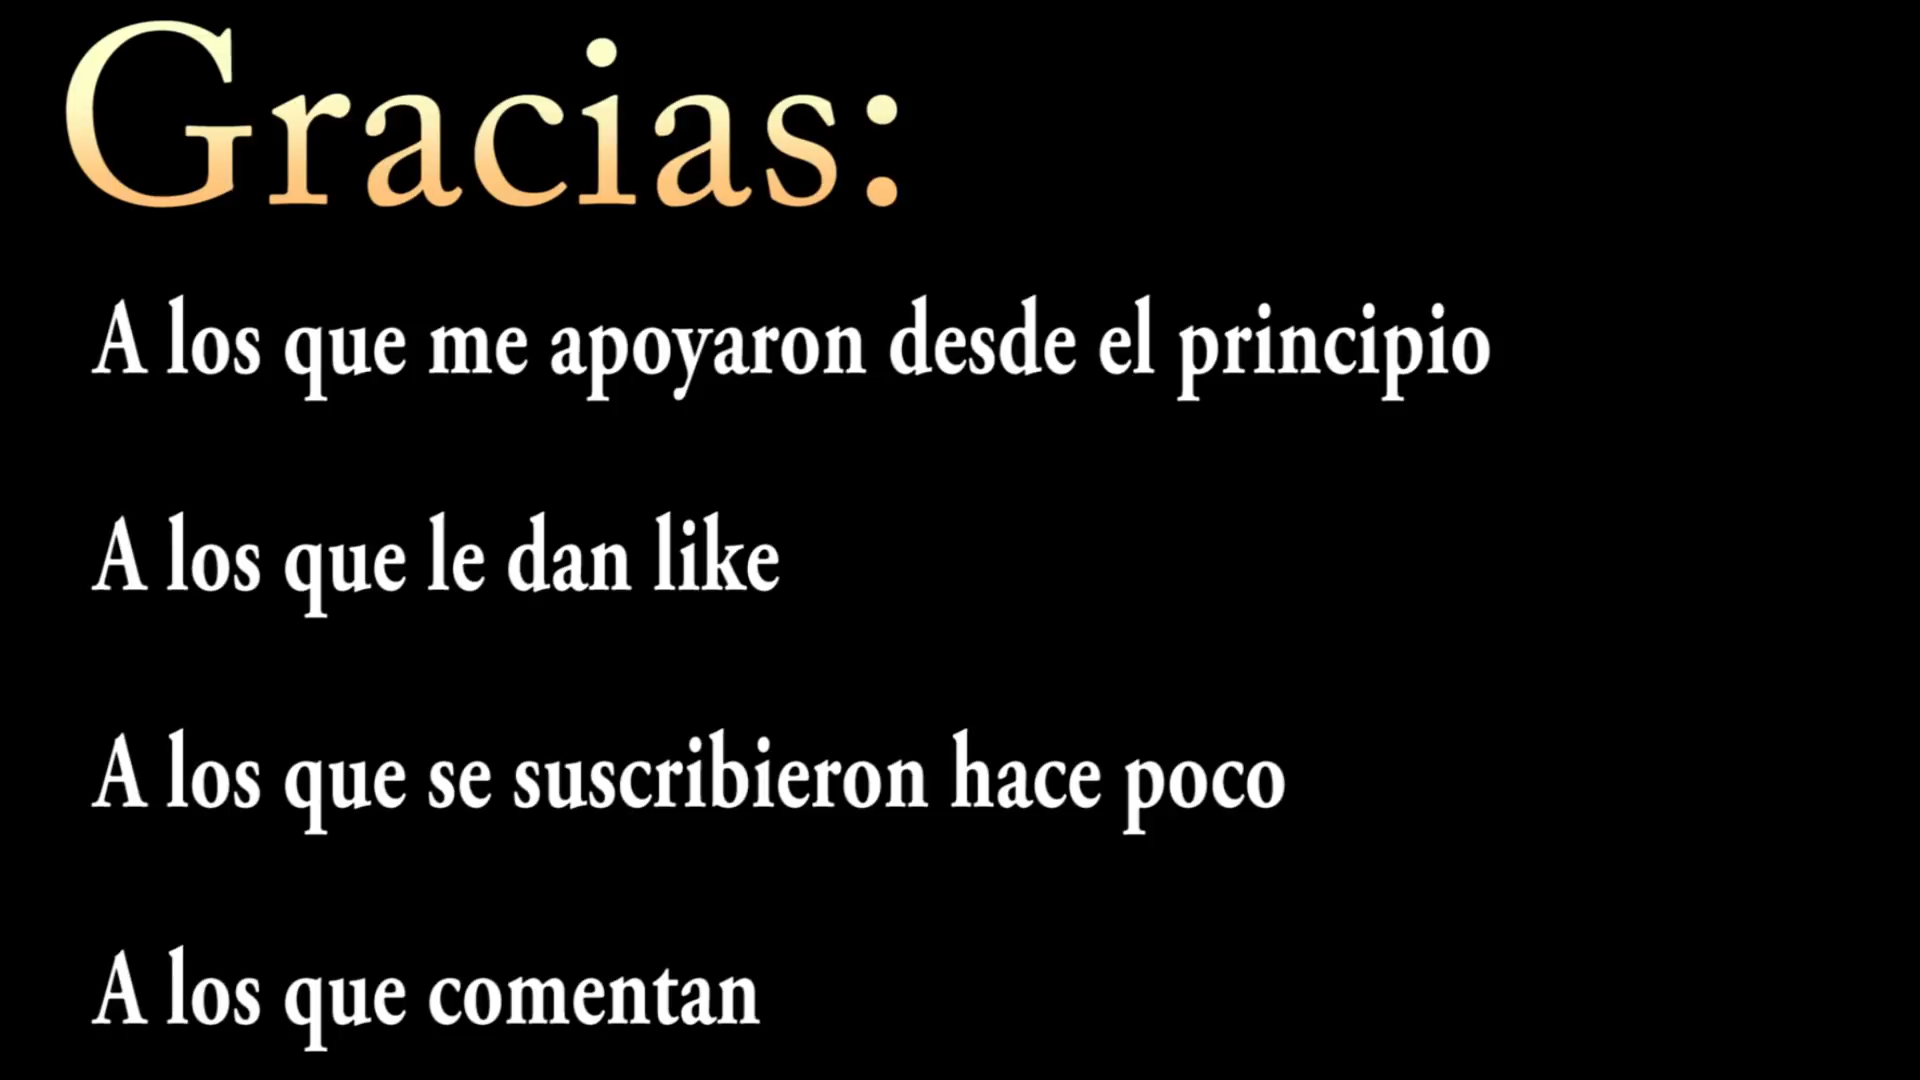 Gracias:
A los que me apoyaron desde el principio
A los que le dan like
A los que se suscribieron hace poco
A los que comentan